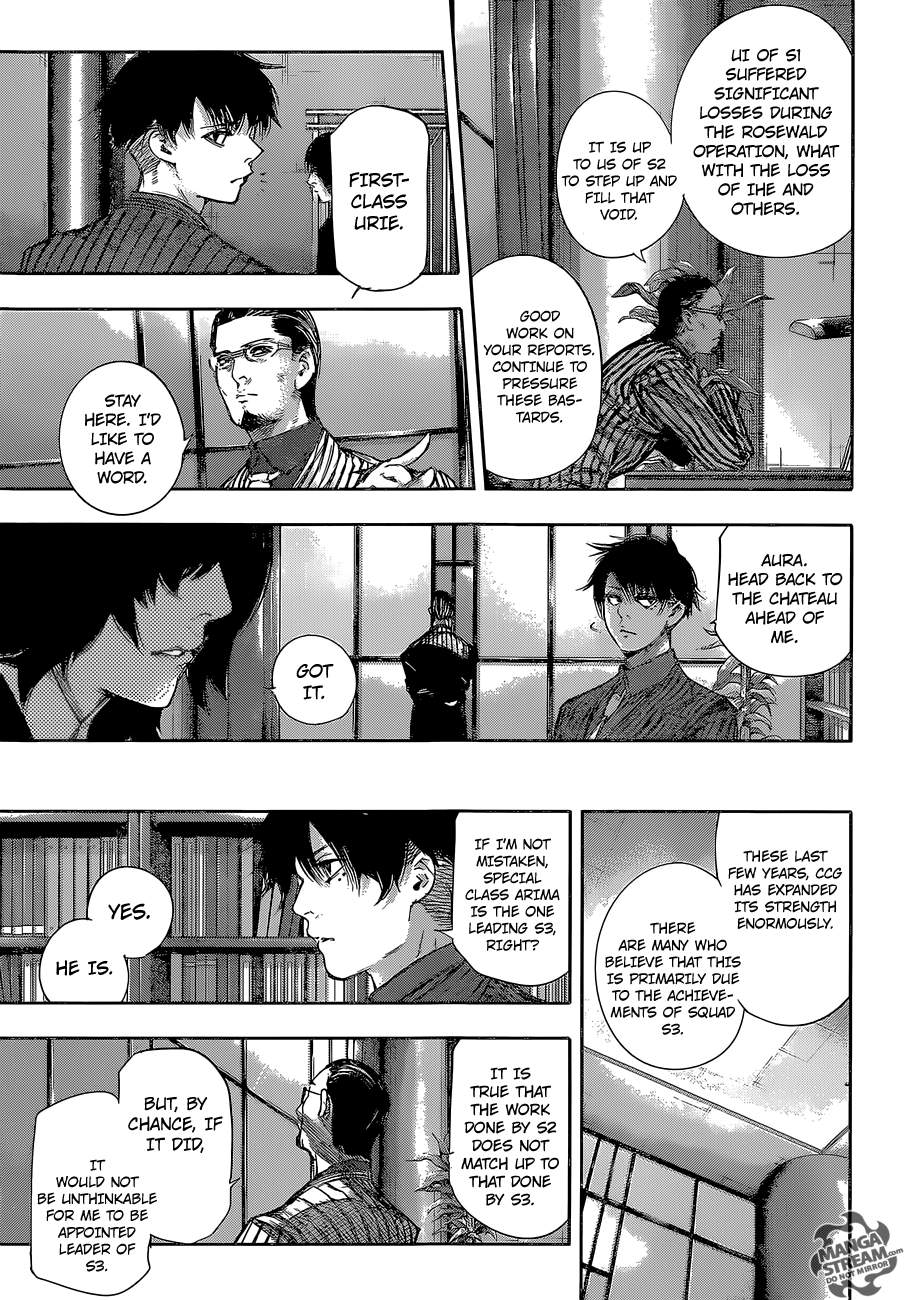 UI OF S1
SUFFERED
SIGNIFICANT
LOSSES DURING
THE ROSEWALD
OPERATION, WHAT
WITH THE LOSS
OF IHE AND
OTHERS.
IT IS UP
TO US OF S2
TO STEP UP AND
FILL THAT
VOID.
GOOD
WORK ON
YOUR REPORTS.
CONTINUE TO
PRESSURE
THESE BAS-
TARDS.
FIRST-
CLASS
URIE.
STAY
HERE. I'D
LIKE TO
HAVE A
WORD.
AURA.
HEAD BACK TO
THE CHATEAU
AHEAD OF
ME.
GOT
IT.
THESE LAST
FEW YEARS, CCG
HAS EXPANDED
ITS STRENGTH
ENORMOUSLY.
THERE
ARE MANY WHO
BELIEVE THAT THIS
IS PRIMARILY DUE
TO THE ACHIEVE-
MENTS OF SQUAD
S3.
IF I'M NOT
MISTAKEN,
SPECIAL
CLASS ARIMA
IS THE ONE
LEADING S3,
RIGHT?
YES.
HE IS.
IT IS
TRUE THAT
THE WORK
DONE BY S2
DOES NOT
MATCH UP TO
THAT DONE
BY S3.
BUT, BY
CHANCE, IF
IT DID,
IT
WOULD NOT
BE UNTHINKABLE
FOR ME TO BE
APPOINTED
LEADER OF
S3.
MANGA
STREAM.COM
DO NOT MIRROR